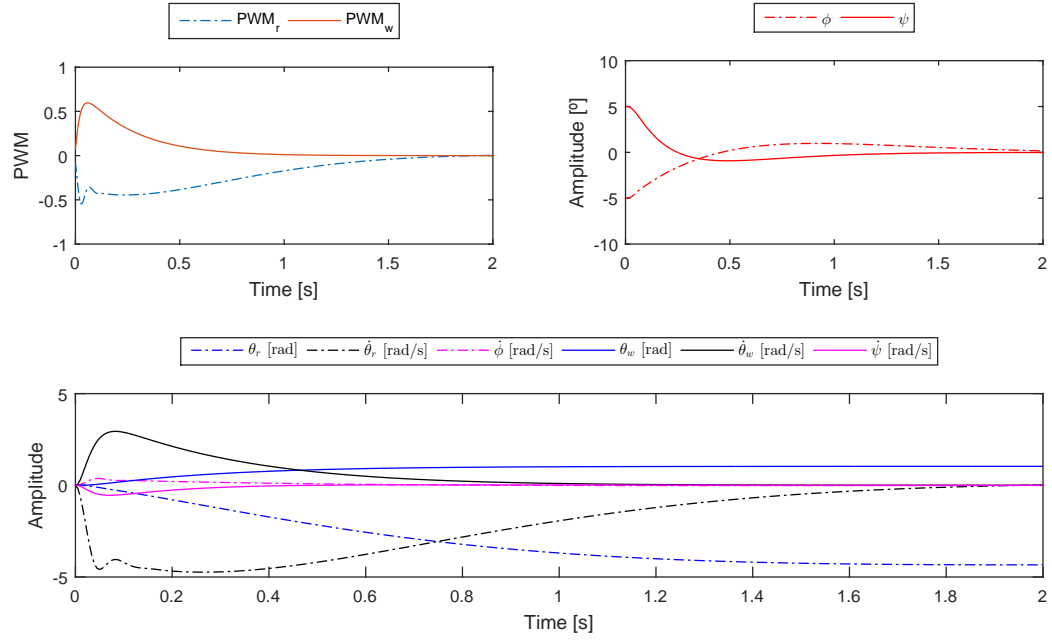 PWM_r PWM_w
1
0.5
0
-0.5
-1
PWM
0 0.5 1 1.5 2
Time [s]
ϕ ψ
10
5
0
-5
-10
Amplitude [º]
0 0.5 1 1.5 2
Time [s]
θ_r [rad] θ̇_r [rad/s] ϕ̇ [rad/s] θ_w [rad] θ̇_w [rad/s] ψ̇ [rad/s]
5
0
-5
Amplitude
0 0.2 0.4 0.6 0.8 1 1.2 1.4 1.6 1.8 2
Time [s]